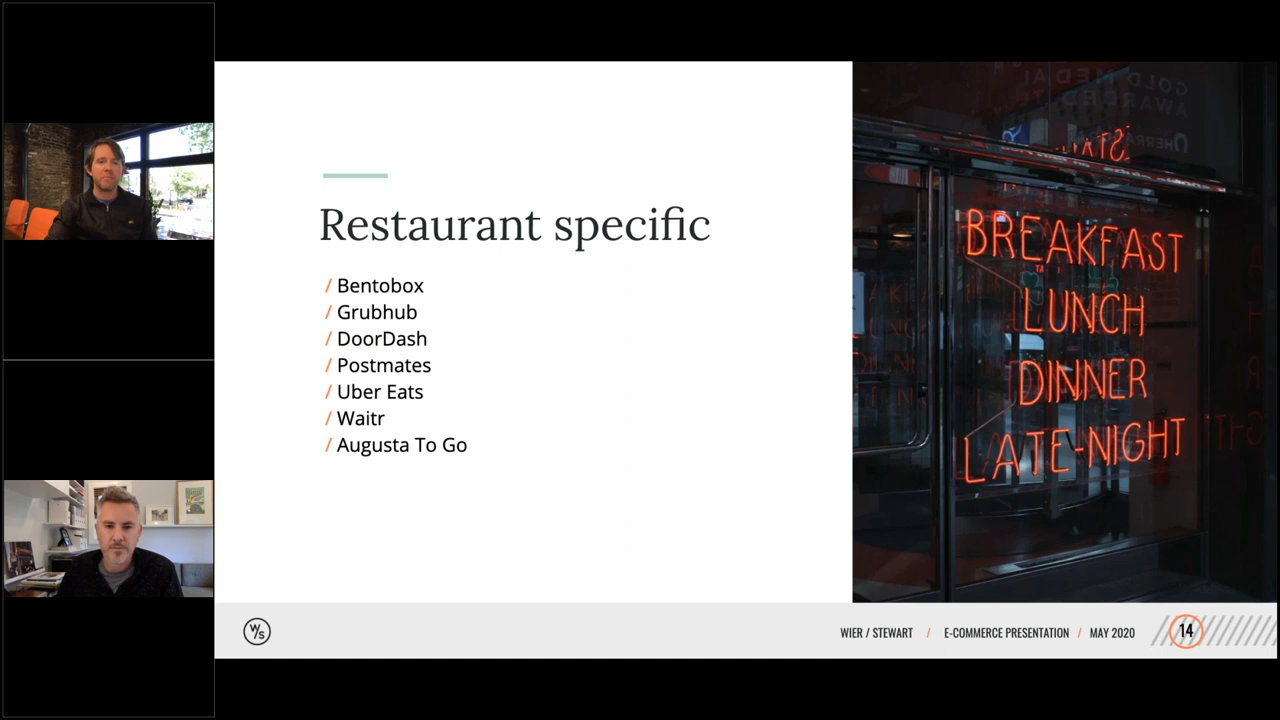 Restaurant specific
/ Bentobox
/ Grubhub
/ DoorDash
/ Postmates
/ Uber Eats
/ Waitr
/ Augusta To Go
BREAKFAST
LUNCH
DINNER
LATE-NIGHT
W/S
WIER / STEWART / E-COMMERCE PRESENTATION / MAY 2020
14